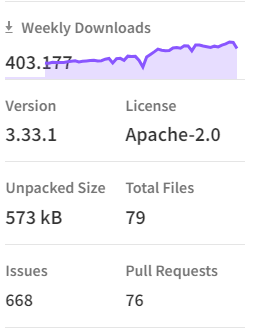 Weekly Downloads
403.177
Version License
3.33.1 Apache-2.0
Unpacked Size Total Files
573 kB 79
Issues Pull Requests
668 76